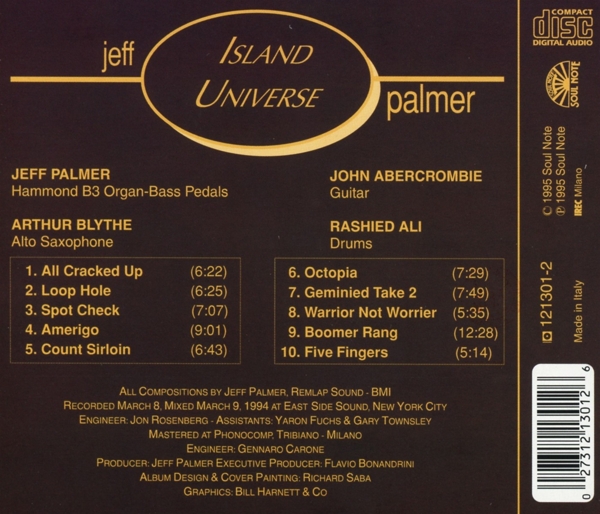 jeff
ISLAND
UNIVERSE
palmer
COMPACT
disc
DIGITAL AUDIO
SOUL NOTE
JEFF PALMER
Hammond B3 Organ-Bass Pedals
JOHN ABERCROMBIE
Guitar
ARTHUR BLYTHE
Alto Saxophone
RASHIED ALI
Drums
1. All Cracked Up (6:22)
2. Loop Hole (6:25)
3. Spot Check (7:07)
4. Amerigo (9:01)
5. Count Sirloin (6:43)
6. Octopia (7:29)
7. Geminied Take 2 (7:49)
8. Warrior Not Worrier (5:35)
9. Boomer Rang (12:28)
10. Five Fingers (5:14)
ALL COMPOSITIONS BY JEFF PALMER, REMLAP SOUND - BMI
RECORDED MARCH 8, MIXED MARCH 9, 1994 AT EAST SIDE SOUND, NEW YORK CITY
ENGINEER: JON ROSENBERG - ASSISTANTS: YARON FUCHS & GARY TOWNSLEY
MASTERED AT PHONOCOMP, TRIBIANO - MILANO
ENGINEER: GENNARO CARONE
PRODUCER: JEFF PALMER EXECUTIVE PRODUCER: FLAVIO BONANDRINI
ALBUM DESIGN & COVER PAINTING: RICHARD SABA
GRAPHICS: BILL HARNETT & CO
© 1995 Soul Note
℗ 1995 Soul Note
IREC Milano
121301-2
Made in Italy
0 27312 13012 6